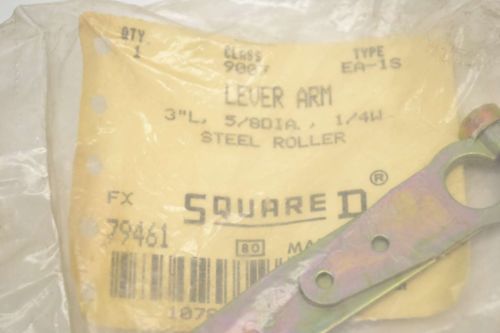 QTY. CLASS TYPE
1 9007 EA-1S
LEVER ARM
3"L, 5/8DIA., 1/4W
STEEL ROLLER
FX
SQUARE D®
79461
80